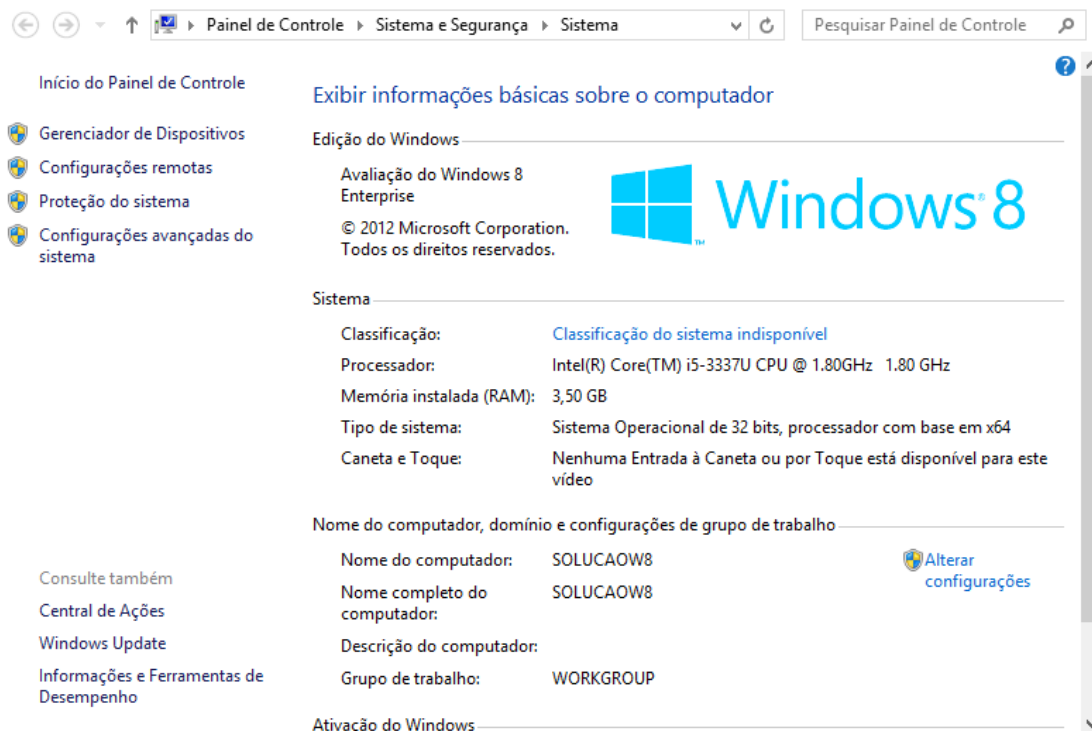 Painel de Controle Sistema e Segurança Sistema
Pesquisar Painel de Controle
Início do Painel de Controle
Gerenciador de Dispositivos
Configurações remotas
Proteção do sistema
Configurações avançadas do
sistema
Consulte também
Central de Ações
Windows Update
Informações e Ferramentas de
Desempenho
Exibir informações básicas sobre o computador
Edição do Windows
Avaliação do Windows 8
Enterprise
© 2012 Microsoft Corporation.
Todos os direitos reservados.
Windows® 8
TM
Sistema
Classificação: Classificação do sistema indisponível
Processador: Intel(R) Core(TM) i5-3337U CPU @ 1.80GHz 1.80 GHz
Memória instalada (RAM): 3,50 GB
Tipo de sistema: Sistema Operacional de 32 bits, processador com base em x64
Caneta e Toque: Nenhuma Entrada à Caneta ou por Toque está disponível para este
vídeo
Nome do computador, domínio e configurações de grupo de trabalho
Nome do computador: SOLUCAOW8
Alterar
configurações
Nome completo do SOLUCAOW8
computador:
Descrição do computador:
Grupo de trabalho: WORKGROUP
Ativação do Windows